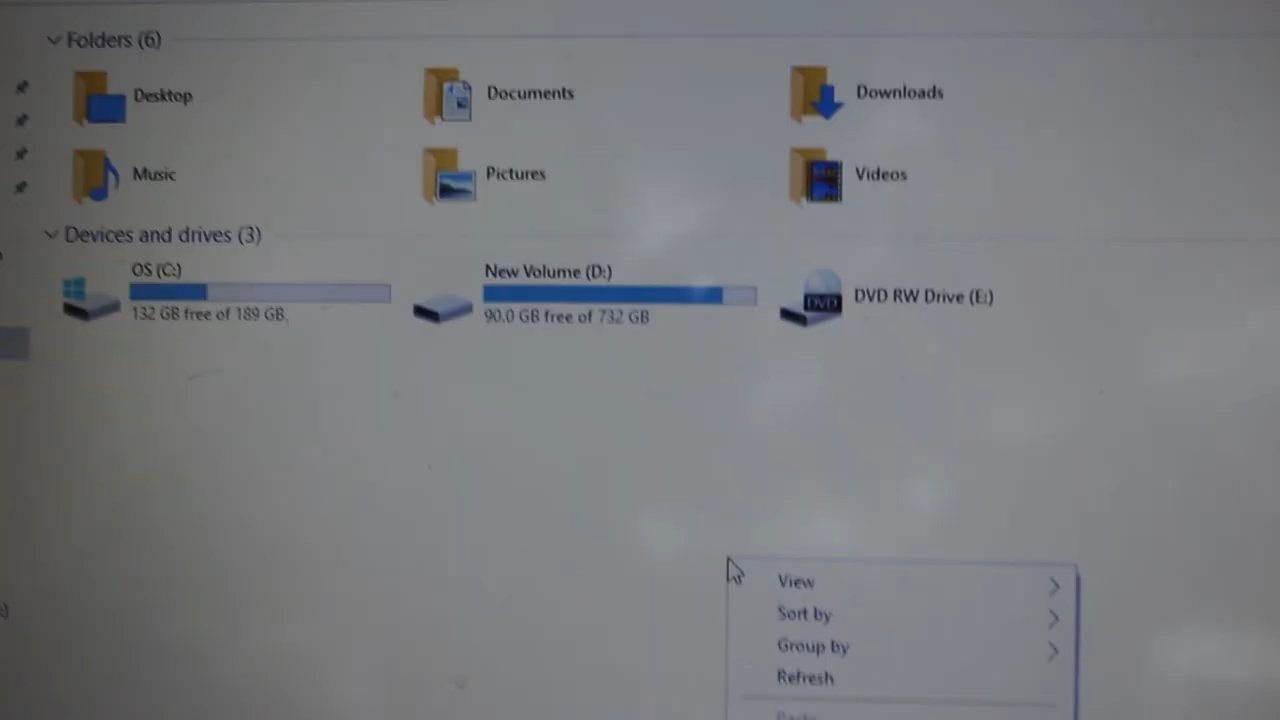 Folders (6)
Desktop
Documents
Downloads
Music
Pictures
Videos
Devices and drives (3)
OS (C:)
132 GB free of 189 GB
New Volume (D:)
90.0 GB free of 732 GB
DVD
DVD RW Drive (E:)
View
Sort by
Group by
Refresh